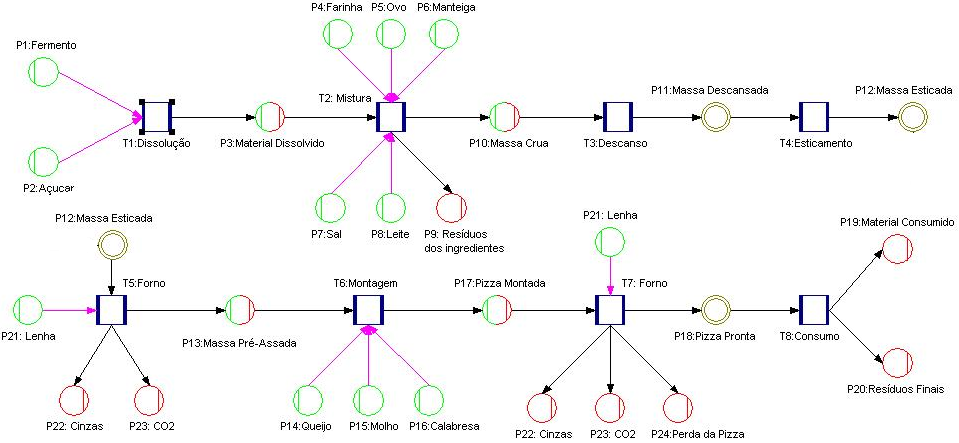 P4:Farinha
P5:Ovo
P6:Manteiga
P1:Fermento
T2: Mistura
P11:Massa Descansada
P12:Massa Esticada
T1:Dissolução
P3:Material Dissolvido
P10:Massa Crua
T3:Descanso
T4:Esticamento
P2:Açucar
P7:Sal
P8:Leite
P9: Resíduos
dos ingredientes
P12:Massa Esticada
P21: Lenha
P19:Material Consumido
T5:Forno
T6:Montagem
P17:Pizza Montada
T7: Forno
P21: Lenha
P13:Massa Pré-Assada
P18:Pizza Pronta
T8:Consumo
P20:Resíduos Finais
P22: Cinzas
P23: CO2
P14:Queijo
P15:Molho
P16:Calabresa
P22: Cinzas
P23: CO2
P24:Perda da Pizza